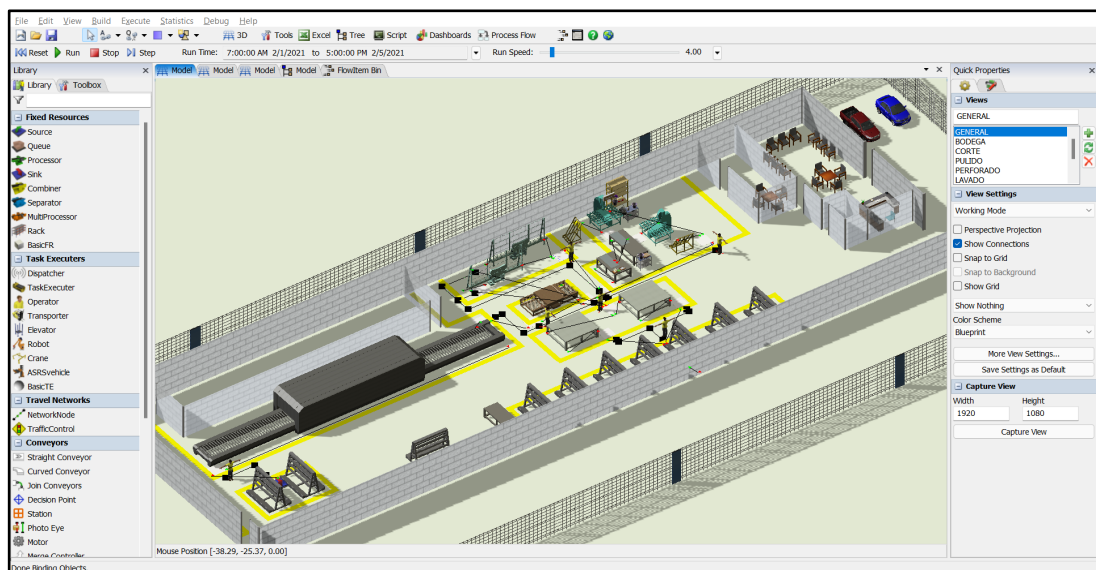 File Edit View Build Execute Statistics Debug Help
3D Tools Excel Tree Script Dashboards Process Flow
Reset Run Stop Step Run Time: 7:00:00 AM 2/1/2021 to 5:00:00 PM 2/5/2021 Run Speed: 4.00
Library
Library Toolbox
Fixed Resources
Source
Queue
Processor
Sink
Combiner
Separator
MultiProcessor
Rack
BasicFR
Task Executers
Dispatcher
TaskExecuter
Operator
Transporter
Elevator
Robot
Crane
ASRSvehicle
BasicTE
Travel Networks
NetworkNode
TrafficControl
Conveyors
Straight Conveyor
Curved Conveyor
Join Conveyors
Decision Point
Station
Photo Eye
Motor
Merge Controller
Model Model Model Model FlowItem Bin
Mouse Position [-38.29, -25.37, 0.00]
Quick Properties
Views
GENERAL
GENERAL
BODEGA
CORTE
PULIDO
PERFORADO
LAVADO
View Settings
Working Mode
Perspective Projection
Show Connections
Snap to Grid
Snap to Background
Show Grid
Show Nothing
Color Scheme
Blueprint
More View Settings...
Save Settings as Default
Capture View
Width Height
1920 1080
Capture View
Done Binding Objects.